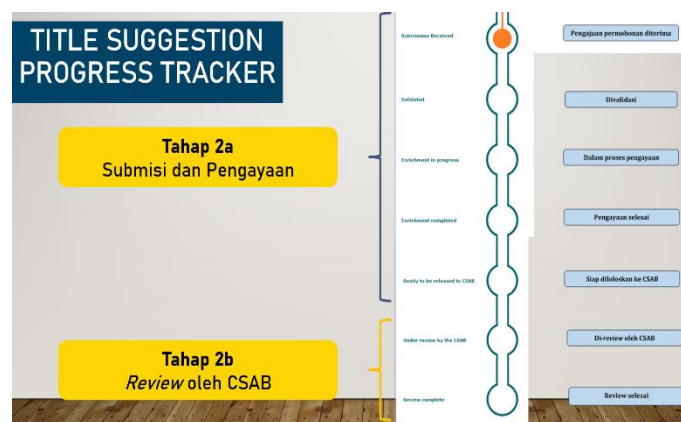 TITLE SUGGESTION
PROGRESS TRACKER
Tahap 2a
Submisi dan Pengayaan
Tahap 2b
Review oleh CSAB
Submission Received
Validated
Enrichment in progress
Enrichment completed
Ready to be released to CSAB
Under review by the CSAB
Review complete
Pengajuan permohonan diterima
Divalidasi
Dalam proses pengayaan
Pengayaan selesai
Siap diloloskan ke CSAB
Di-review oleh CSAB
Review selesai